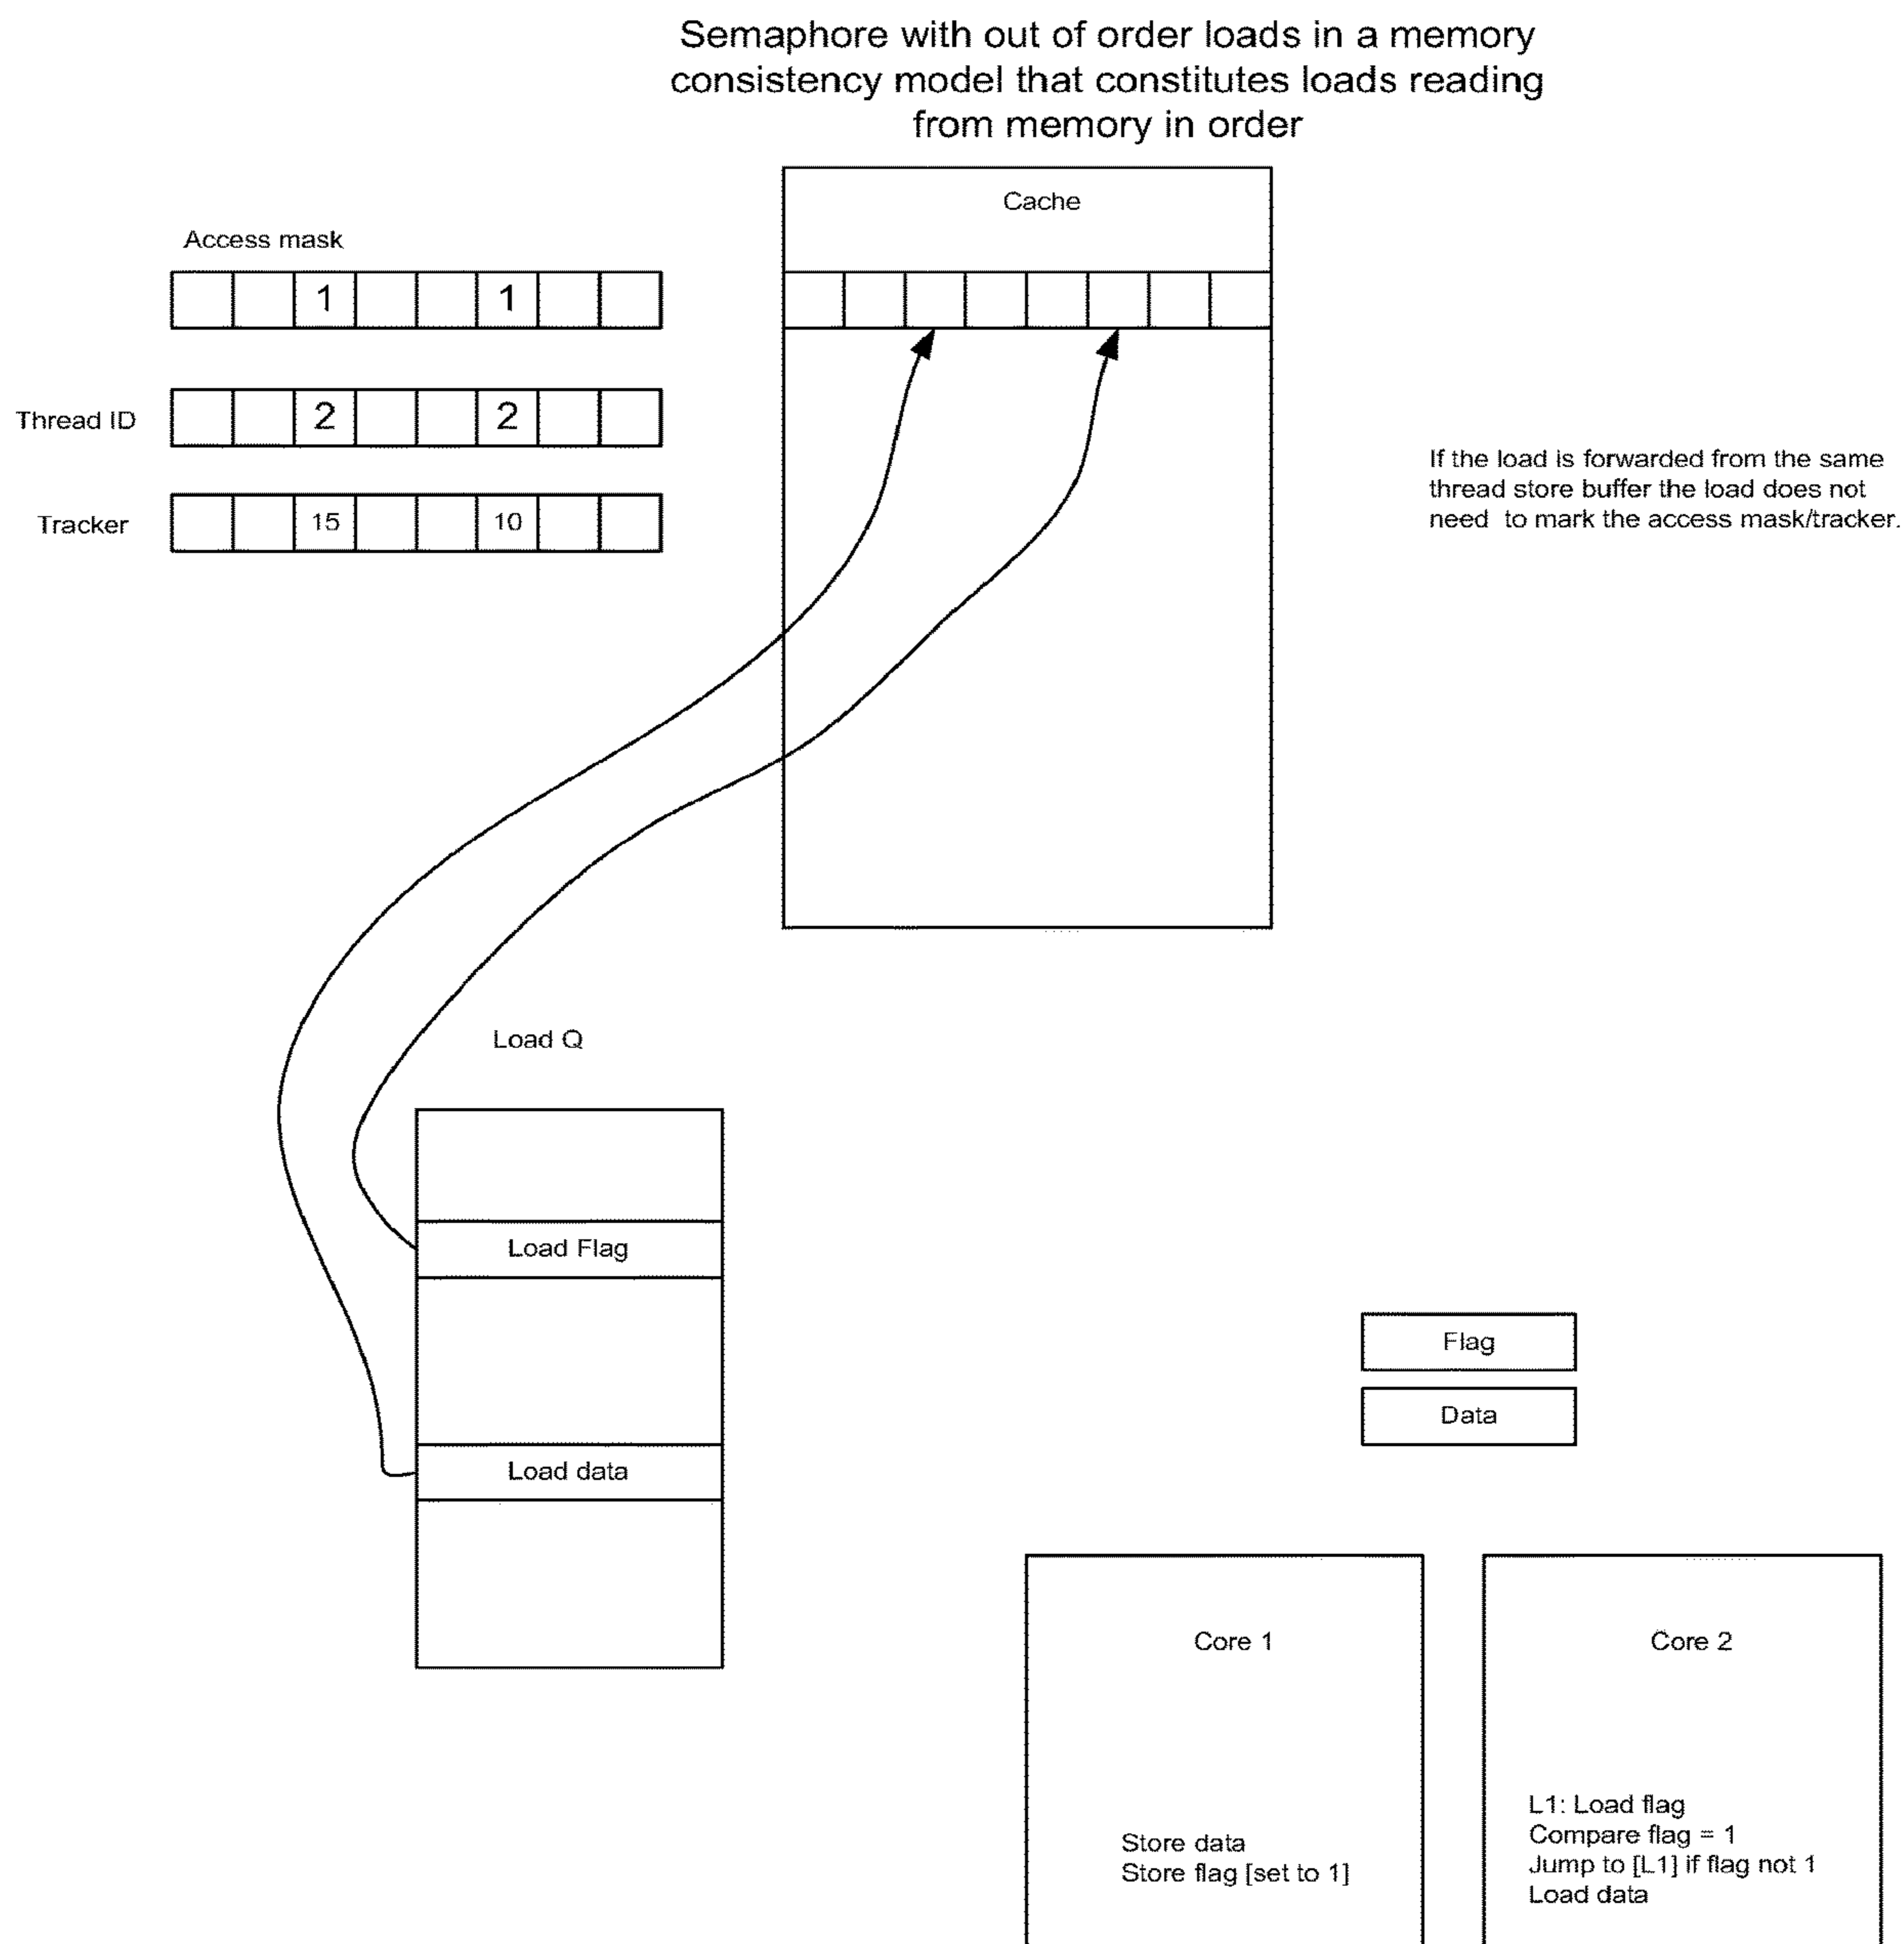 Semaphore with out of order loads in a memory
consistency model that constitutes loads reading
from memory in order
Cache
Access mask
1 1
Thread ID
2 2
Tracker
15 10
If the load is forwarded from the same
thread store buffer the load does not
need to mark the access mask/tracker.
Load Q
Load Flag
Load data
Flag
Data
Core 1
Store data
Store flag [set to 1]
Core 2
L1: Load flag
Compare flag = 1
Jump to [L1] if flag not 1
Load data